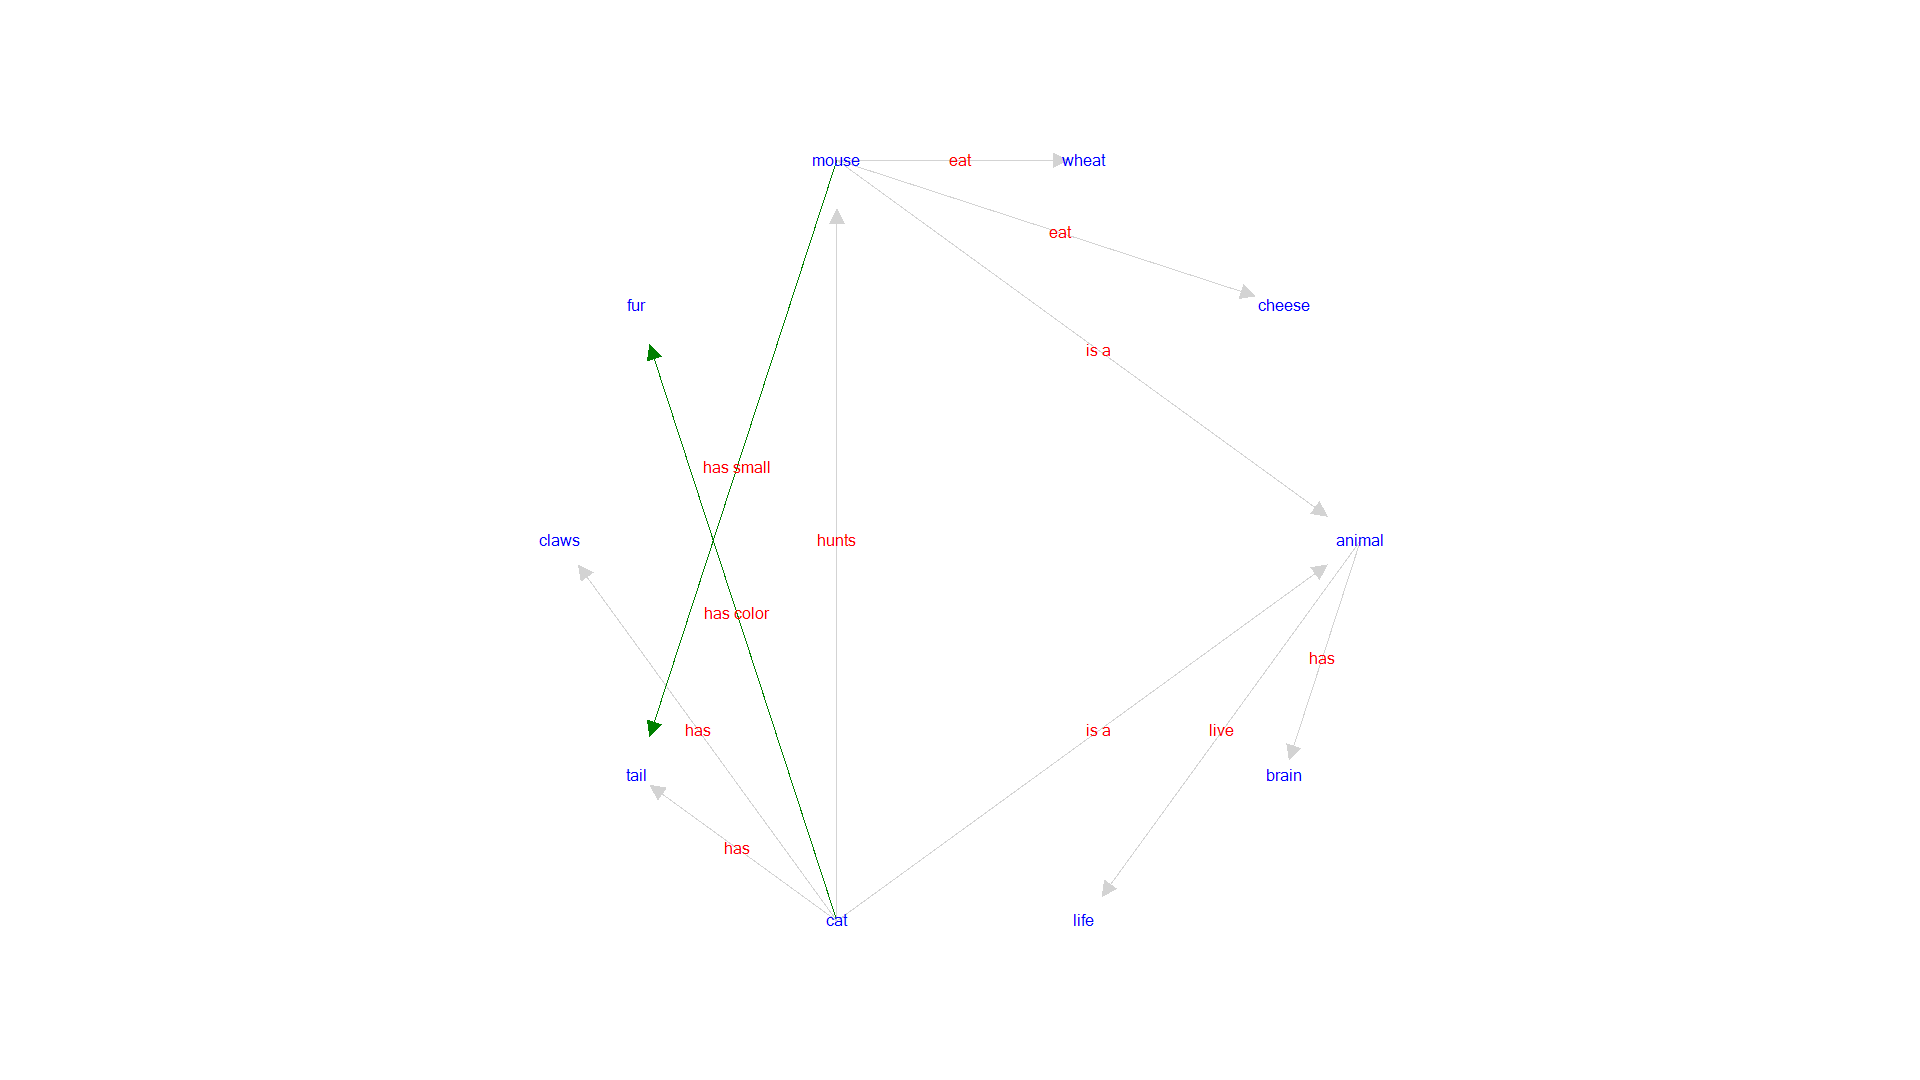 mouse
eat
wheat
eat
fur
cheese
is a
has small
claws
hunts
animal
has color
has
has
is a
live
tail
brain
has
cat
life